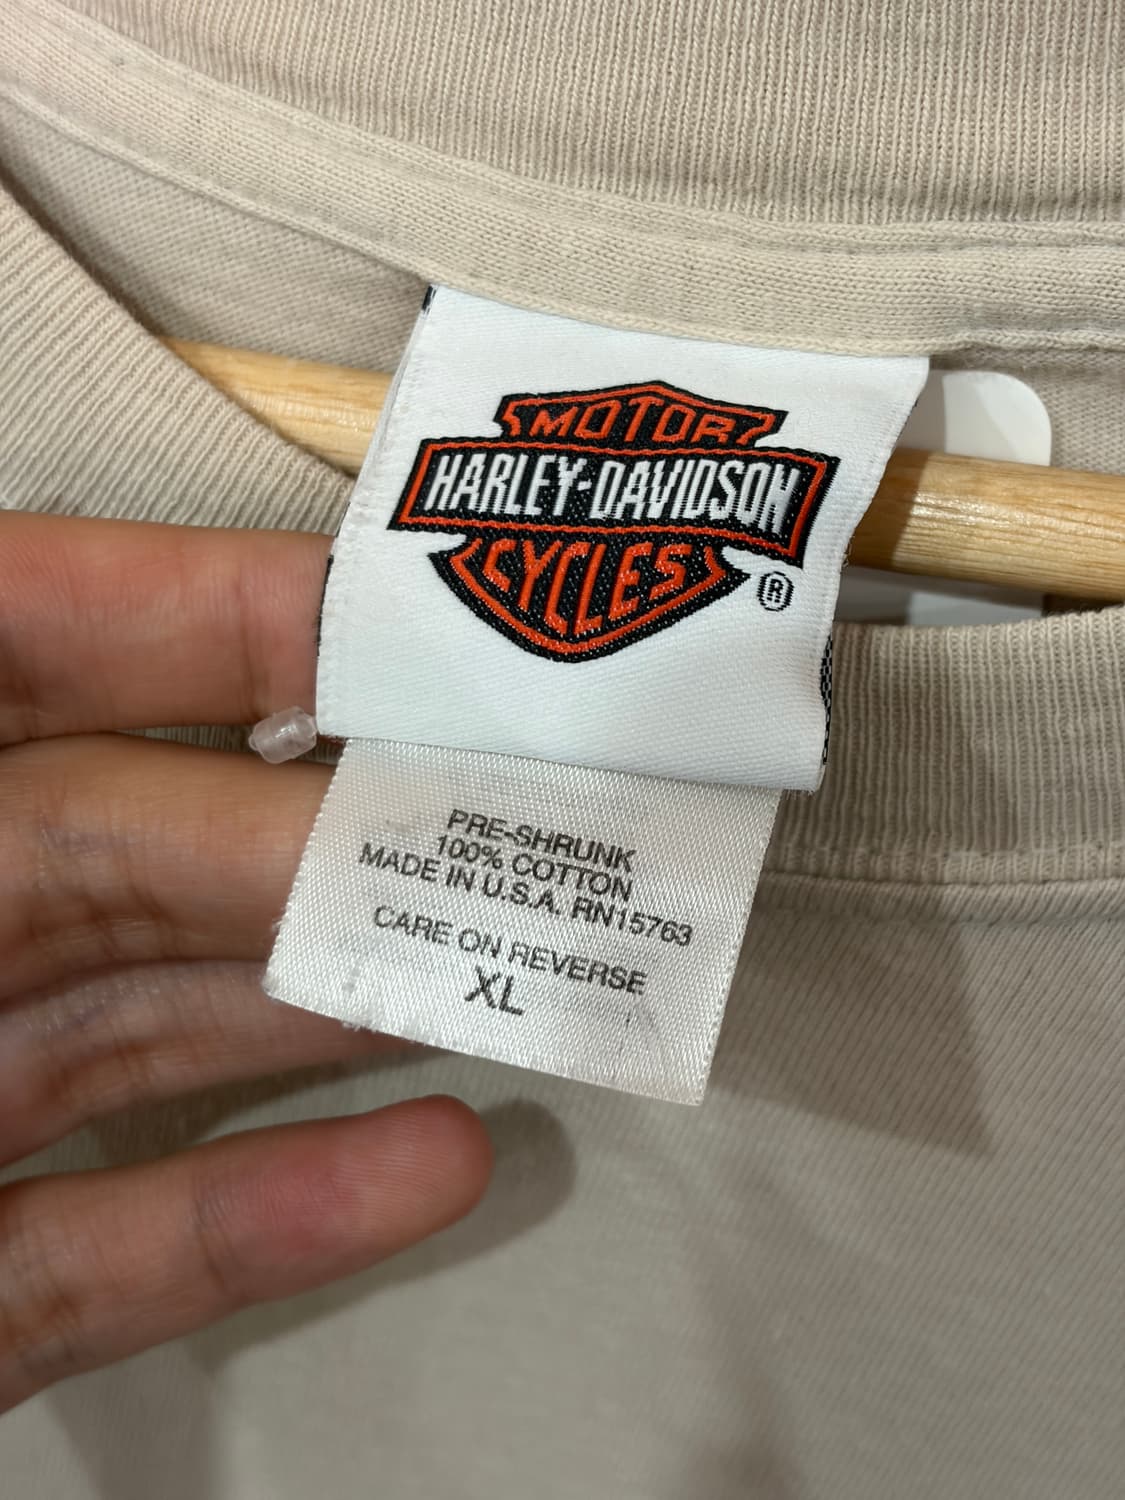 MOTOR
HARLEY-DAVIDSON
CYCLES
®
PRE-SHRUNK
100% COTTON
MADE IN U.S.A. RN15763
CARE ON REVERSE
XL